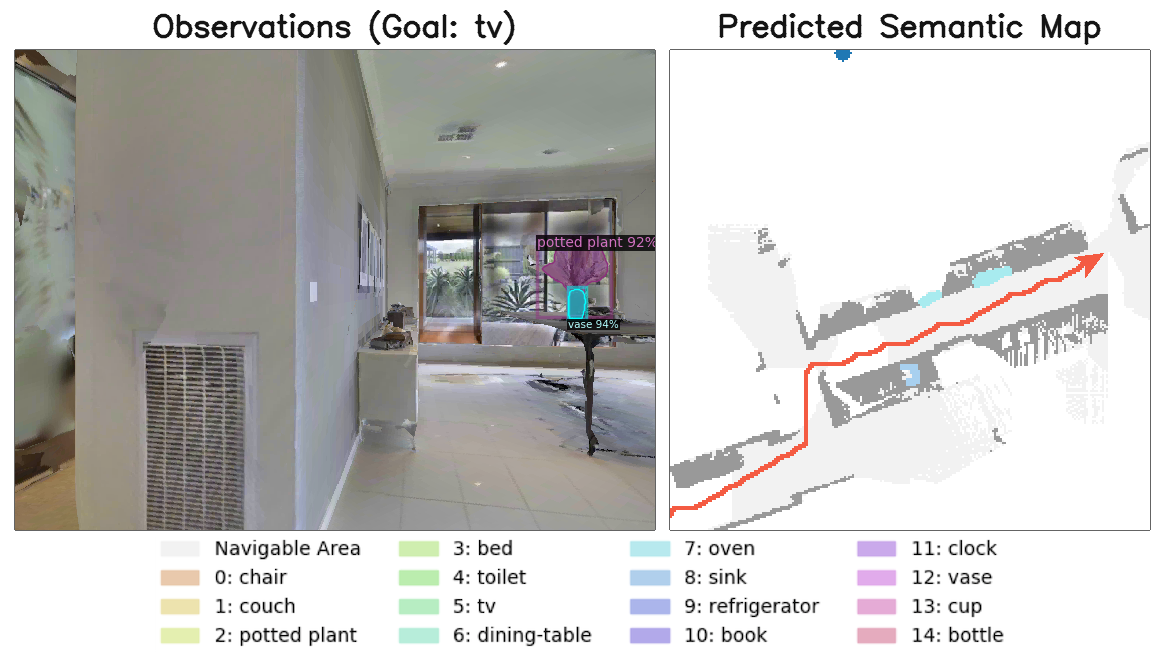 Observations (Goal: tv)
Predicted Semantic Map
potted plant 92%
vase 94%
Navigable Area
0: chair
1: couch
2: potted plant
3: bed
4: toilet
5: tv
6: dining-table
7: oven
8: sink
9: refrigerator
10: book
11: clock
12: vase
13: cup
14: bottle